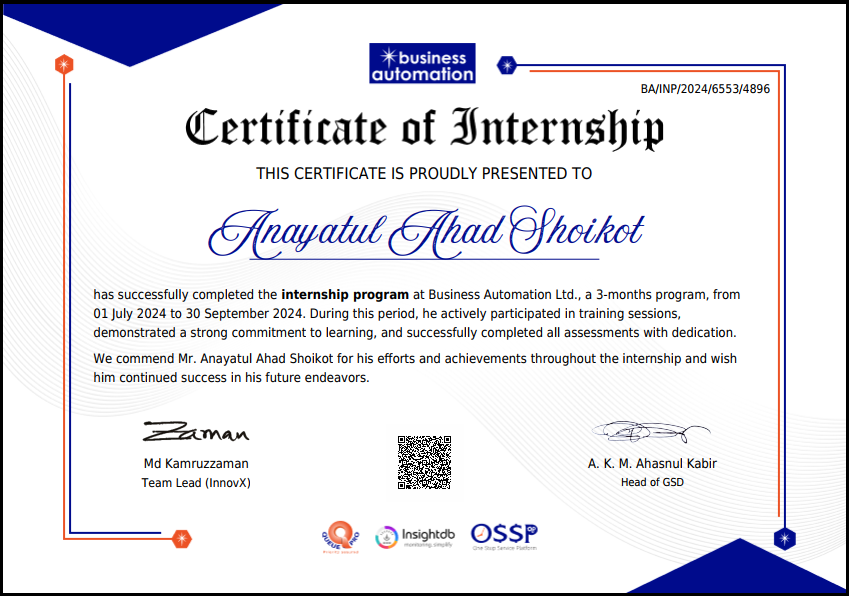 business
automation
BA/INP/2024/6553/4896
Certificate of Internship
THIS CERTIFICATE IS PROUDLY PRESENTED TO
Anayatul Ahad Shoikot
has successfully completed the internship program at Business Automation Ltd., a 3-months program, from
01 July 2024 to 30 September 2024. During this period, he actively participated in training sessions,
demonstrated a strong commitment to learning, and successfully completed all assessments with dedication.
We commend Mr. Anayatul Ahad Shoikot for his efforts and achievements throughout the internship and wish
him continued success in his future endeavors.
Zaman
Md Kamruzzaman
Team Lead (InnovX)
A. K. M. Ahasnul Kabir
Head of GSD
QUEUE PRO
Priority assured
Insightdb
monitoring, simplify
OSSP
One Stop Service Platform